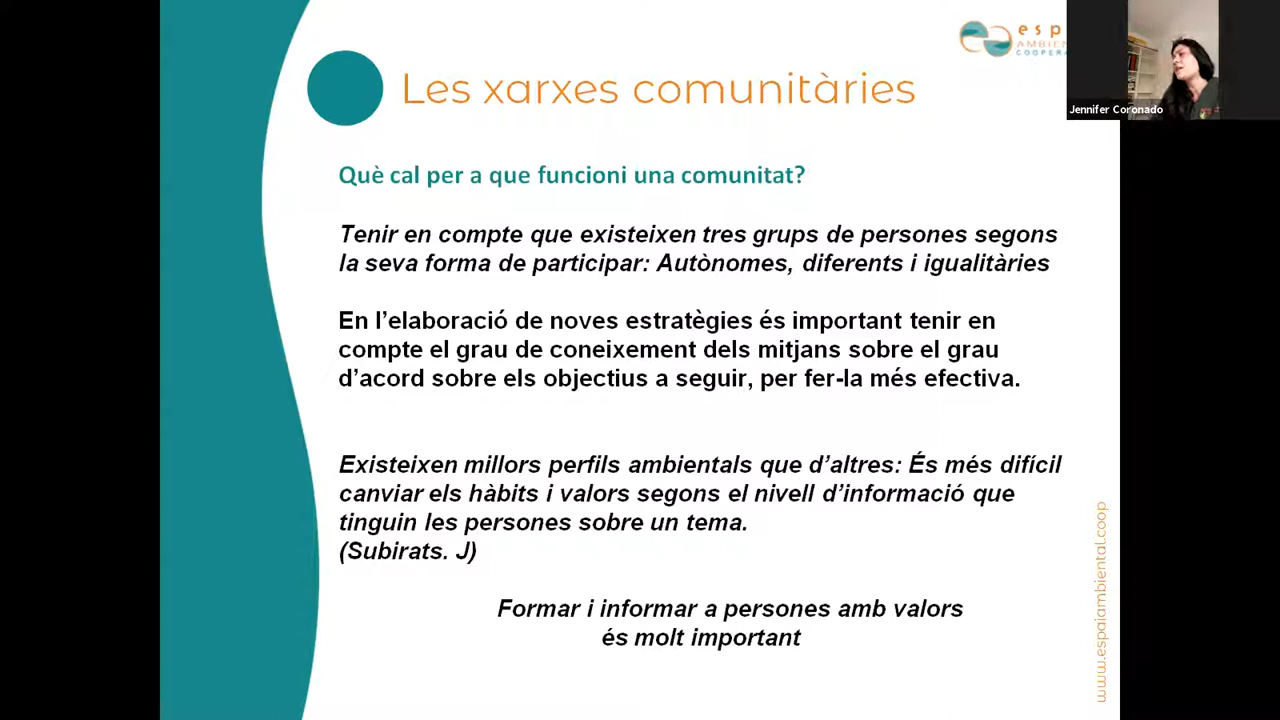 Les xarxes comunitàries
Jennifer Coronado
Què cal per a que funcioni una comunitat?
Tenir en compte que existeixen tres grups de persones segons
la seva forma de participar: Autònomes, diferents i igualitàries
En l’elaboració de noves estratègies és important tenir en
compte el grau de coneixement dels mitjans sobre el grau
d’acord sobre els objectius a seguir, per fer-la més efectiva.
Existeixen millors perfils ambientals que d’altres: És més difícil
canviar els hàbits i valors segons el nivell d’informació que
tinguin les persones sobre un tema.
(Subirats. J)
Formar i informar a persones amb valors
és molt important
www.espaiambiental.coop